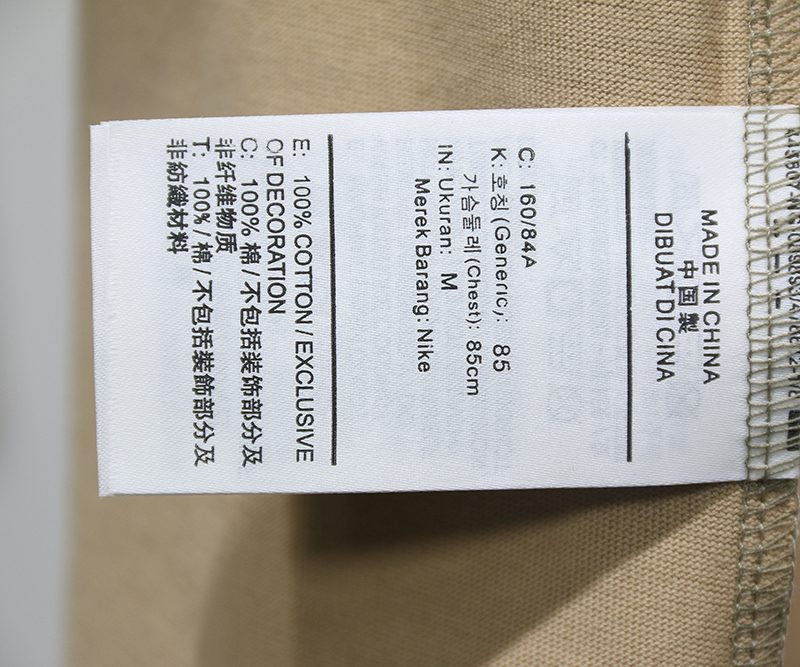 MADE IN CHINA
中国製
DIBUAT DI CINA
C: 160/84A
K: 호칭(Generic): 85
가슴둘레(Chest): 85cm
IN: Ukuran: M
Merek Barang: Nike
E: 100% COTTON / EXCLUSIVE
OF DECORATION
C: 100% 棉 / 不包括装饰部分及
非纤维物质
T: 100% / 棉 / 不包括裝飾部分及
非紡織材料